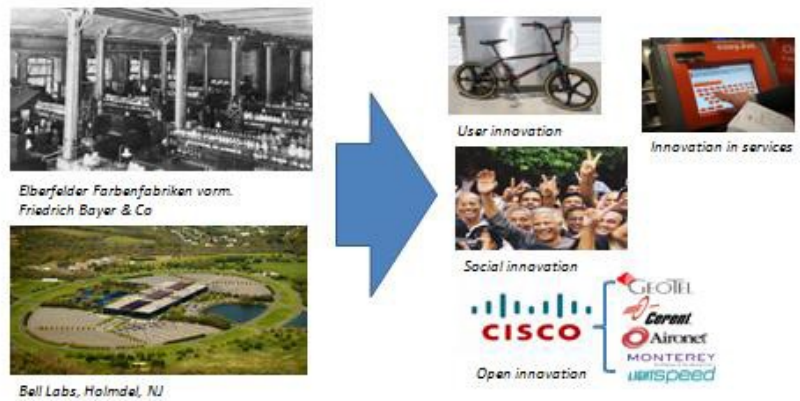 Elberfelder Farbenfabriken vorm.
Friedrich Bayer & Co
Bell Labs, Holmdel, NJ
User innovation
Innovation in services
Social innovation
CISCO
Open innovation
GEOTEL
Cerent
Aironet
MONTEREY
LIGHTSPEED